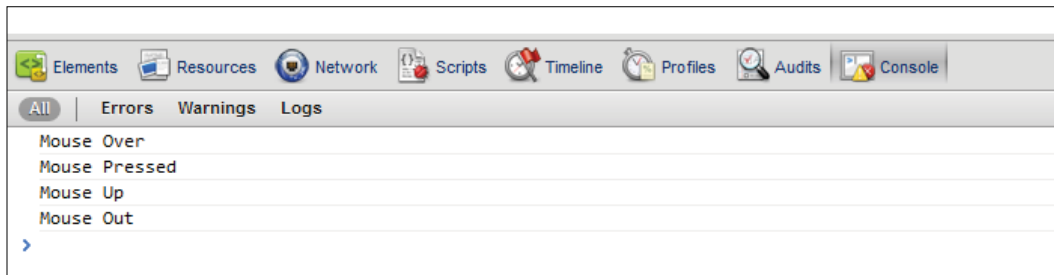 Elements Resources Network Scripts Timeline Profiles Audits Console
All Errors Warnings Logs
Mouse Over
Mouse Pressed
Mouse Up
Mouse Out